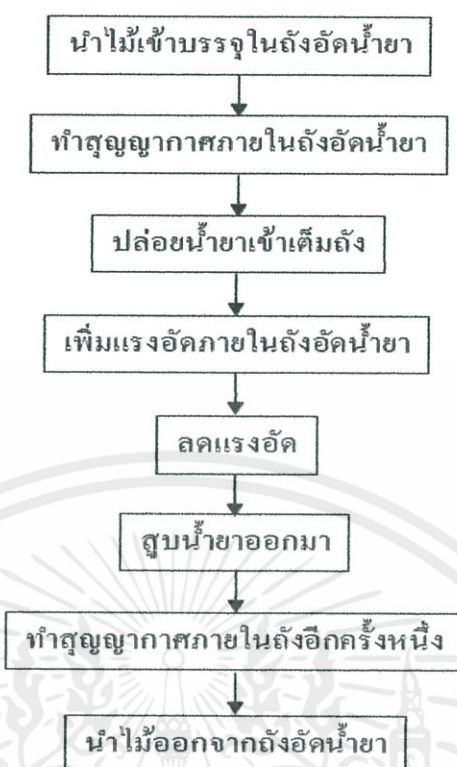 นำไม้เข้าบรรจุในถังอัดน้ำยา
ทำสุญญากาศภายในถังอัดน้ำยา
ปล่อยน้ำยาเข้าเต็มถัง
เพิ่มแรงอัดภายในถังอัดน้ำยา
ลดแรงอัด
สูบน้ำยาออกมา
ทำสุญญากาศภายในถังอีกครั้งหนึ่ง
นำไม้ออกจากถังอัดน้ำยา